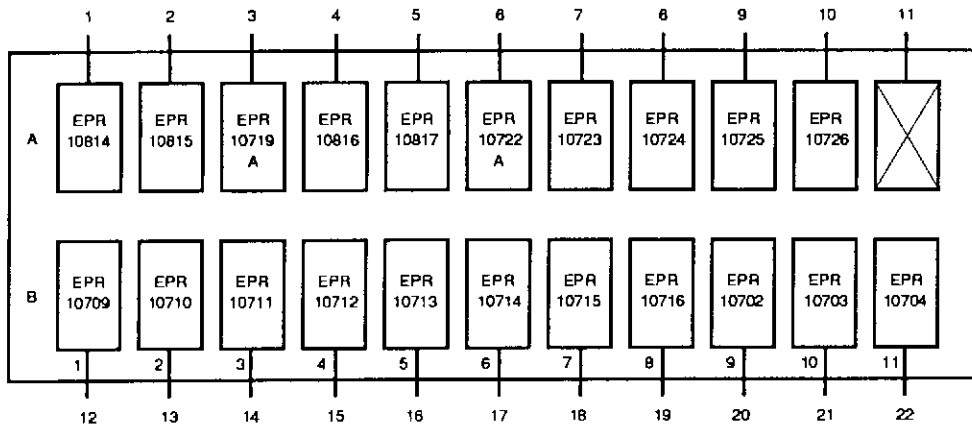 1 2 3 4 5 6 7 6 9 10 11
A
EPR EPR EPR EPR EPR EPR EPR EPR EPR EPR
10814 10815 10719 10816 10817 10722 10723 10724 10725 10726
A A
B
EPR EPR EPR EPR EPR EPR EPR EPR EPR EPR EPR
10709 10710 10711 10712 10713 10714 10715 10716 10702 10703 10704
1 2 3 4 5 6 7 8 9 10 11
12 13 14 15 16 17 18 19 20 21 22